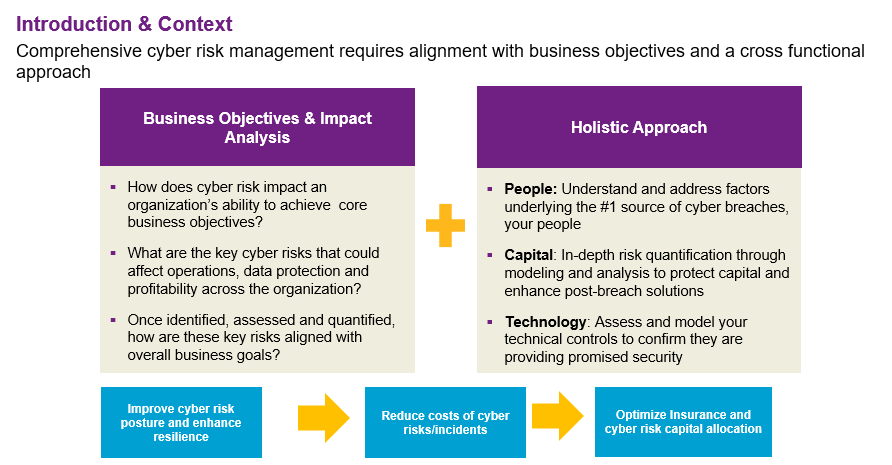 Introduction & Context
Comprehensive cyber risk management requires alignment with business objectives and a cross functional
approach
Business Objectives & Impact
Analysis
▪ How does cyber risk impact an
organization's ability to achieve core
business objectives?
▪ What are the key cyber risks that could
affect operations, data protection and
profitability across the organization?
▪ Once identified, assessed and quantified,
how are these key risks aligned with
overall business goals?
Holistic Approach
▪ People: Understand and address factors
underlying the #1 source of cyber breaches,
your people
▪ Capital: In-depth risk quantification through
modeling and analysis to protect capital and
enhance post-breach solutions
▪ Technology: Assess and model your
technical controls to confirm they are
providing promised security
Improve cyber risk
posture and enhance
resilience
Reduce costs of cyber
risks/incidents
Optimize Insurance and
cyber risk capital allocation